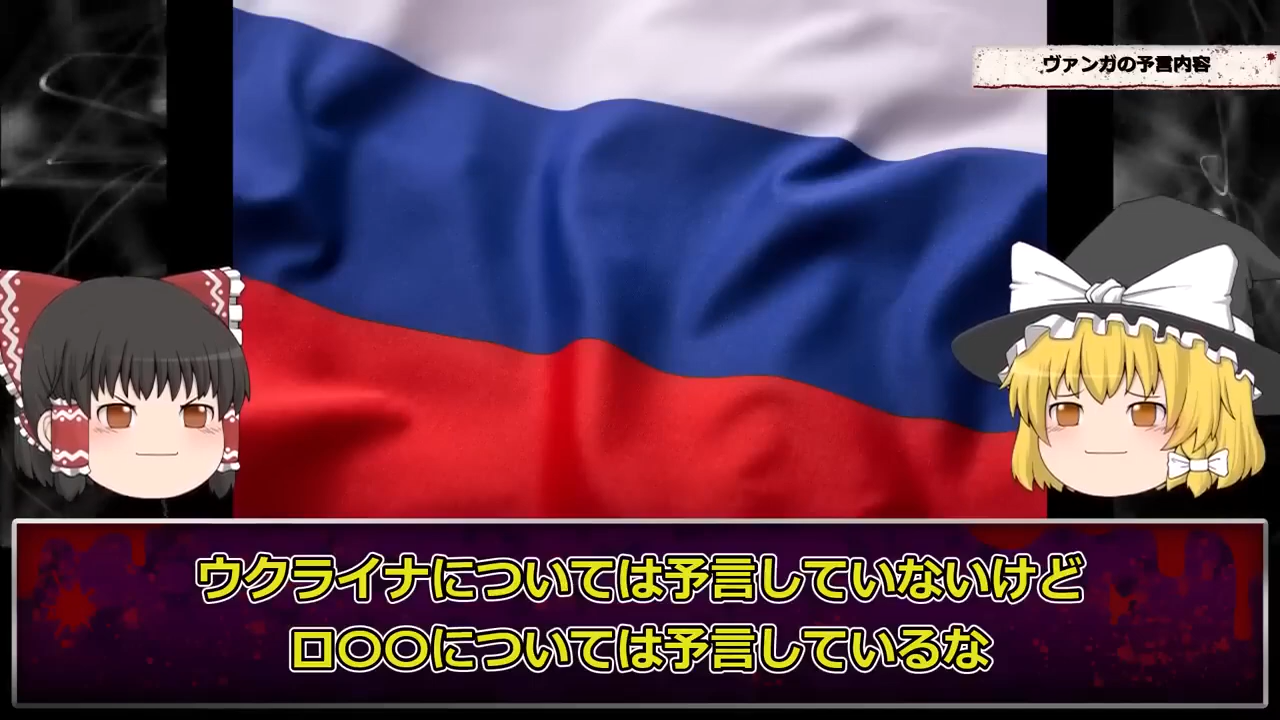 ヴァンガの予言内容
ウクライナについては予言していないけど
ロ〇〇については予言しているな